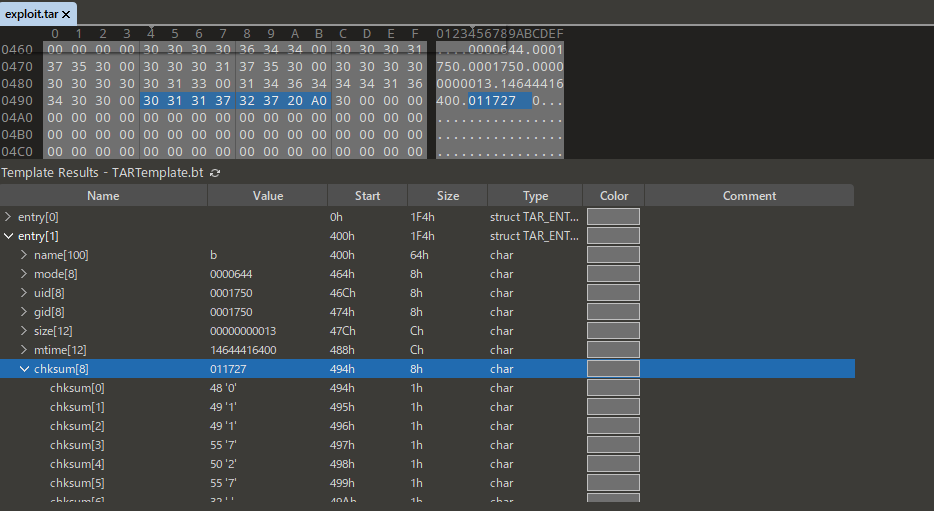 exploit.tar ×
0 1 2 3 4 5 6 7 8 9 A B C D E F 0123456789ABCDEF
0460 00 00 00 00 30 30 30 30 36 34 34 00 30 30 30 31 ....0000644.0001
0470 37 35 30 00 30 30 30 31 37 35 30 00 30 30 30 30 750.0001750.0000
0480 30 30 30 30 30 31 33 00 31 34 36 34 34 34 31 36 0000013.14644416
0490 34 30 30 00 30 31 31 37 32 37 20 A0 30 00 00 00 400.011727  0...
04A0 00 00 00 00 00 00 00 00 00 00 00 00 00 00 00 00 ................
04B0 00 00 00 00 00 00 00 00 00 00 00 00 00 00 00 00 ................
04C0 00 00 00 00 00 00 00 00 00 00 00 00 00 00 00 00 ................
Template Results - TARTemplate.bt
Name Value Start Size Type Color Comment
entry[0] 0h 1F4h struct TAR_ENT...
entry[1] 400h 1F4h struct TAR_ENT...
name[100] b 400h 64h char
mode[8] 0000644 464h 8h char
uid[8] 0001750 46Ch 8h char
gid[8] 0001750 474h 8h char
size[12] 00000000013 47Ch Ch char
mtime[12] 14644416400 488h Ch char
chksum[8] 011727 494h 8h char
chksum[0] 48 '0' 494h 1h char
chksum[1] 49 '1' 495h 1h char
chksum[2] 49 '1' 496h 1h char
chksum[3] 55 '7' 497h 1h char
chksum[4] 50 '2' 498h 1h char
chksum[5] 55 '7' 499h 1h char
chksum[6] 32 ' ' 49Ah 1h char